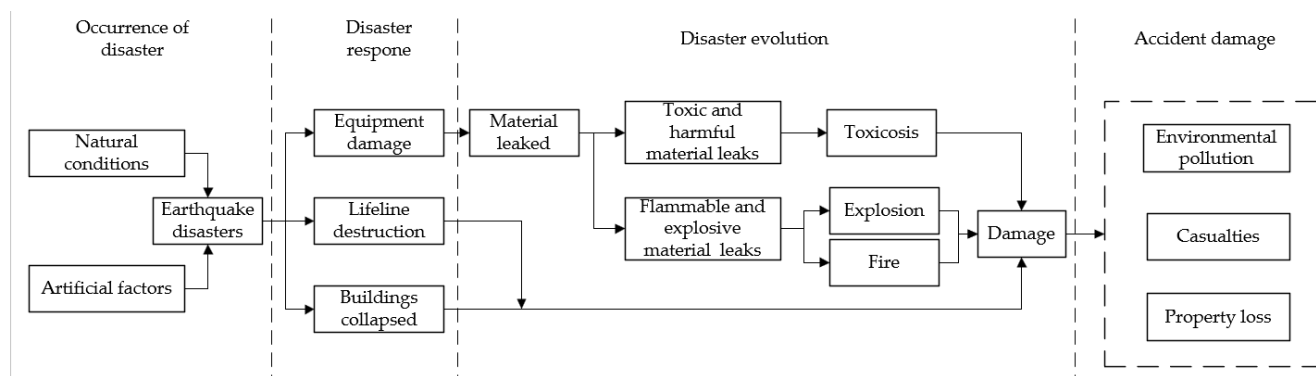 Occurrence of
disaster
Disaster
respone
Disaster evolution
Accident damage
Natural
conditions
Earthquake
disasters
Artificial factors
Equipment
damage
Lifeline
destruction
Buildings
collapsed
Material
leaked
Toxic and
harmful
material leaks
Flammable and
explosive
material leaks
Toxicosis
Explosion
Fire
Damage
Environmental
pollution
Casualties
Property loss